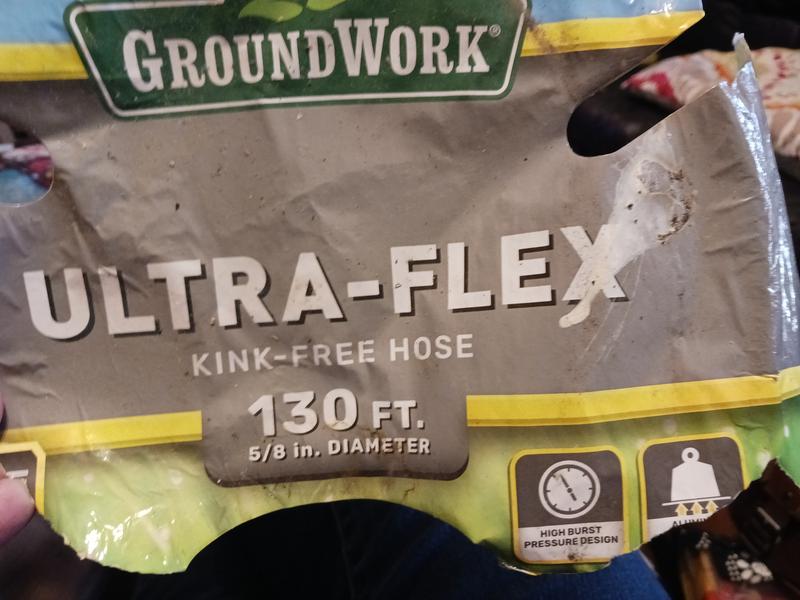 GROUNDWORK®
ULTRA-FLEX
KINK-FREE HOSE
130 FT.
5/8 in. DIAMETER
HIGH BURST
PRESSURE DESIGN